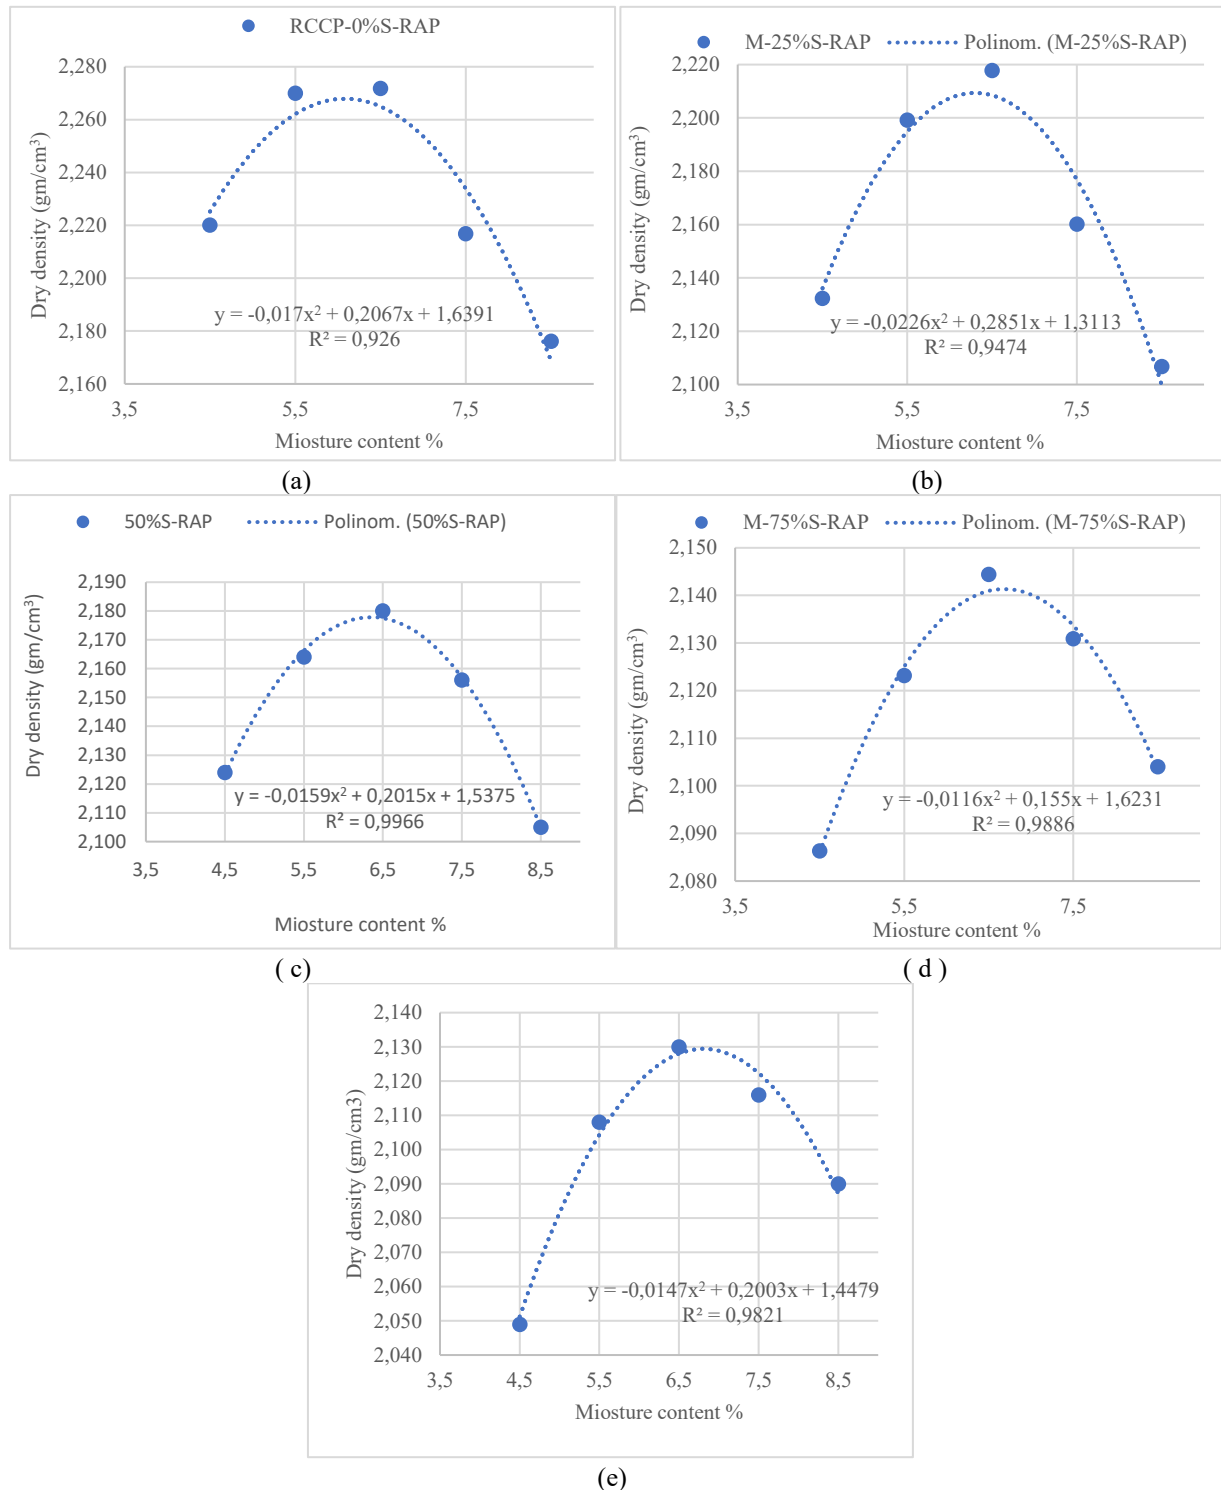 RCCP-0%S-RAP
2,280
2,260
2,240
2,220
2,200
2,180
2,160
Dry density (gm/cm³)
y = -0,017x² + 0,2067x + 1,6391
R² = 0,926
3,5 5,5 7,5
Miosture content %
(a)
M-25%S-RAP Polinom. (M-25%S-RAP)
2,220
2,200
2,180
2,160
2,140
2,120
2,100
Dry density (gm/cm³)
y = -0,0226x² + 0,2851x + 1,3113
R² = 0,9474
3,5 5,5 7,5
Miosture content %
(b)
50%S-RAP Polinom. (50%S-RAP)
2,190
2,180
2,170
2,160
2,150
2,140
2,130
2,120
2,110
2,100
Dry density (gm/cm³)
y = -0,0159x² + 0,2015x + 1,5375
R² = 0,9966
3,5 4,5 5,5 6,5 7,5 8,5
Miosture content %
( c)
M-75%S-RAP Polinom. (M-75%S-RAP)
2,150
2,140
2,130
2,120
2,110
2,100
2,090
2,080
Dry density (gm/cm³)
y = -0,0116x² + 0,155x + 1,6231
R² = 0,9886
3,5 5,5 7,5
Miosture content %
( d )
2,140
2,130
2,120
2,110
2,100
2,090
2,080
2,070
2,060
2,050
2,040
Dry density (gm/cm3)
y = -0,0147x² + 0,2003x + 1,4479
R² = 0,9821
3,5 4,5 5,5 6,5 7,5 8,5
Miosture content %
(e)